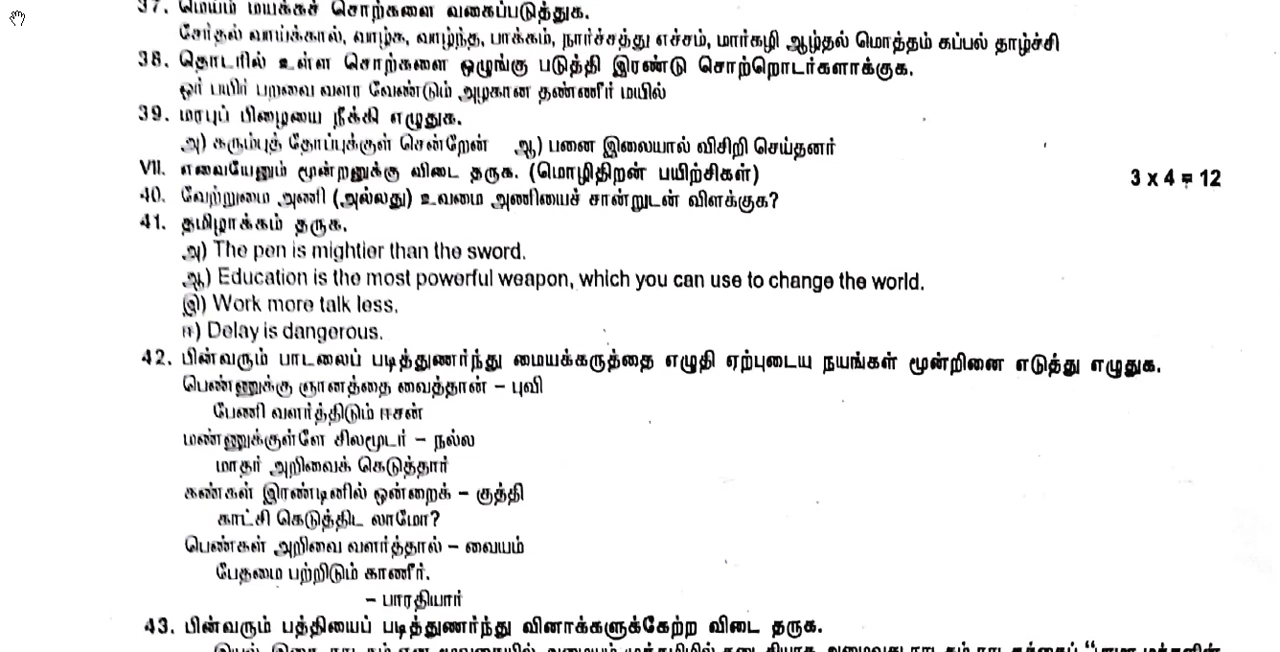 37. மெய்ம் மயக்கச் சொற்களை வகைப்படுத்துக.
சேர்தல் வாய்க்கால், வாழ்க, வாழ்ந்த, பாக்கம், நார்ச்சத்து எச்சம், மார்கழி ஆழ்தல் மொத்தம் கப்பல் தாழ்ச்சி
38. தொடரில் உள்ள சொற்களை ஒழுங்கு படுத்தி இரண்டு சொற்றொடர்களாக்குக.
ஓர் பயிர் பறவை வளர வேண்டும் அழகான தண்ணீர் மயில்
39. மரபுப் பிழையை நீக்கி எழுதுக.
அ) கரும்புத் தோப்புக்குள் சென்றேன் ஆ) பனை இலையால் விசிறி செய்தனர்
VII. எவையேனும் மூன்றனுக்கு விடை தருக. (மொழிதிறன் பயிற்சிகள்) 3 x 4 = 12
40. வேற்றுமை அணி (அல்லது) உவமை அணியைச் சான்றுடன் விளக்குக?
41. தமிழாக்கம் தருக.
அ) The pen is mightier than the sword.
ஆ) Education is the most powerful weapon, which you can use to change the world.
இ) Work more talk less.
ஈ) Delay is dangerous.
42. பின்வரும் பாடலைப் படித்துணர்ந்து மையக்கருத்தை எழுதி ஏற்புடைய நயங்கள் மூன்றினை எடுத்து எழுதுக.
பெண்ணுக்கு ஞானத்தை வைத்தான் – புவி
பேணி வளர்த்திடும் ஈசன்
மண்ணுக்குள்ளே சிலமூடர் – நல்ல
மாதர் அறிவைக் கெடுத்தார்
கண்கள் இரண்டினில் ஒன்றைக் – குத்தி
காட்சி கெடுத்திட லாமோ?
பெண்கள் அறிவை வளர்த்தால் – வையம்
பேதமை பற்றிடும் காணீர்.
– பாரதியார்
43. பின்வரும் பத்தியைப் படித்துணர்ந்து வினாக்களுக்கேற்ற விடை தருக.